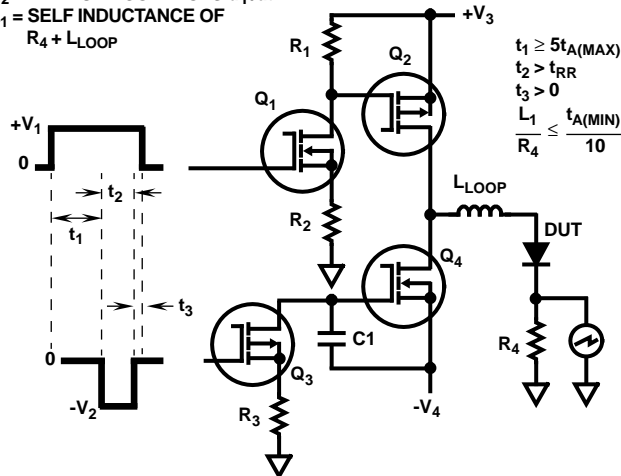 1 = SELF INDUCTANCE OF
R4 + LLOOP
+V3
R1
Q2
t1 ≥ 5tA(MAX)
t2 > tRR
t3 > 0
L1/R4 ≤ tA(MIN)/10
Q1
+V1
0
t2
t1
R2
LLOOP
DUT
Q4
t3
C1
R4
0
Q3
-V2
R3
-V4